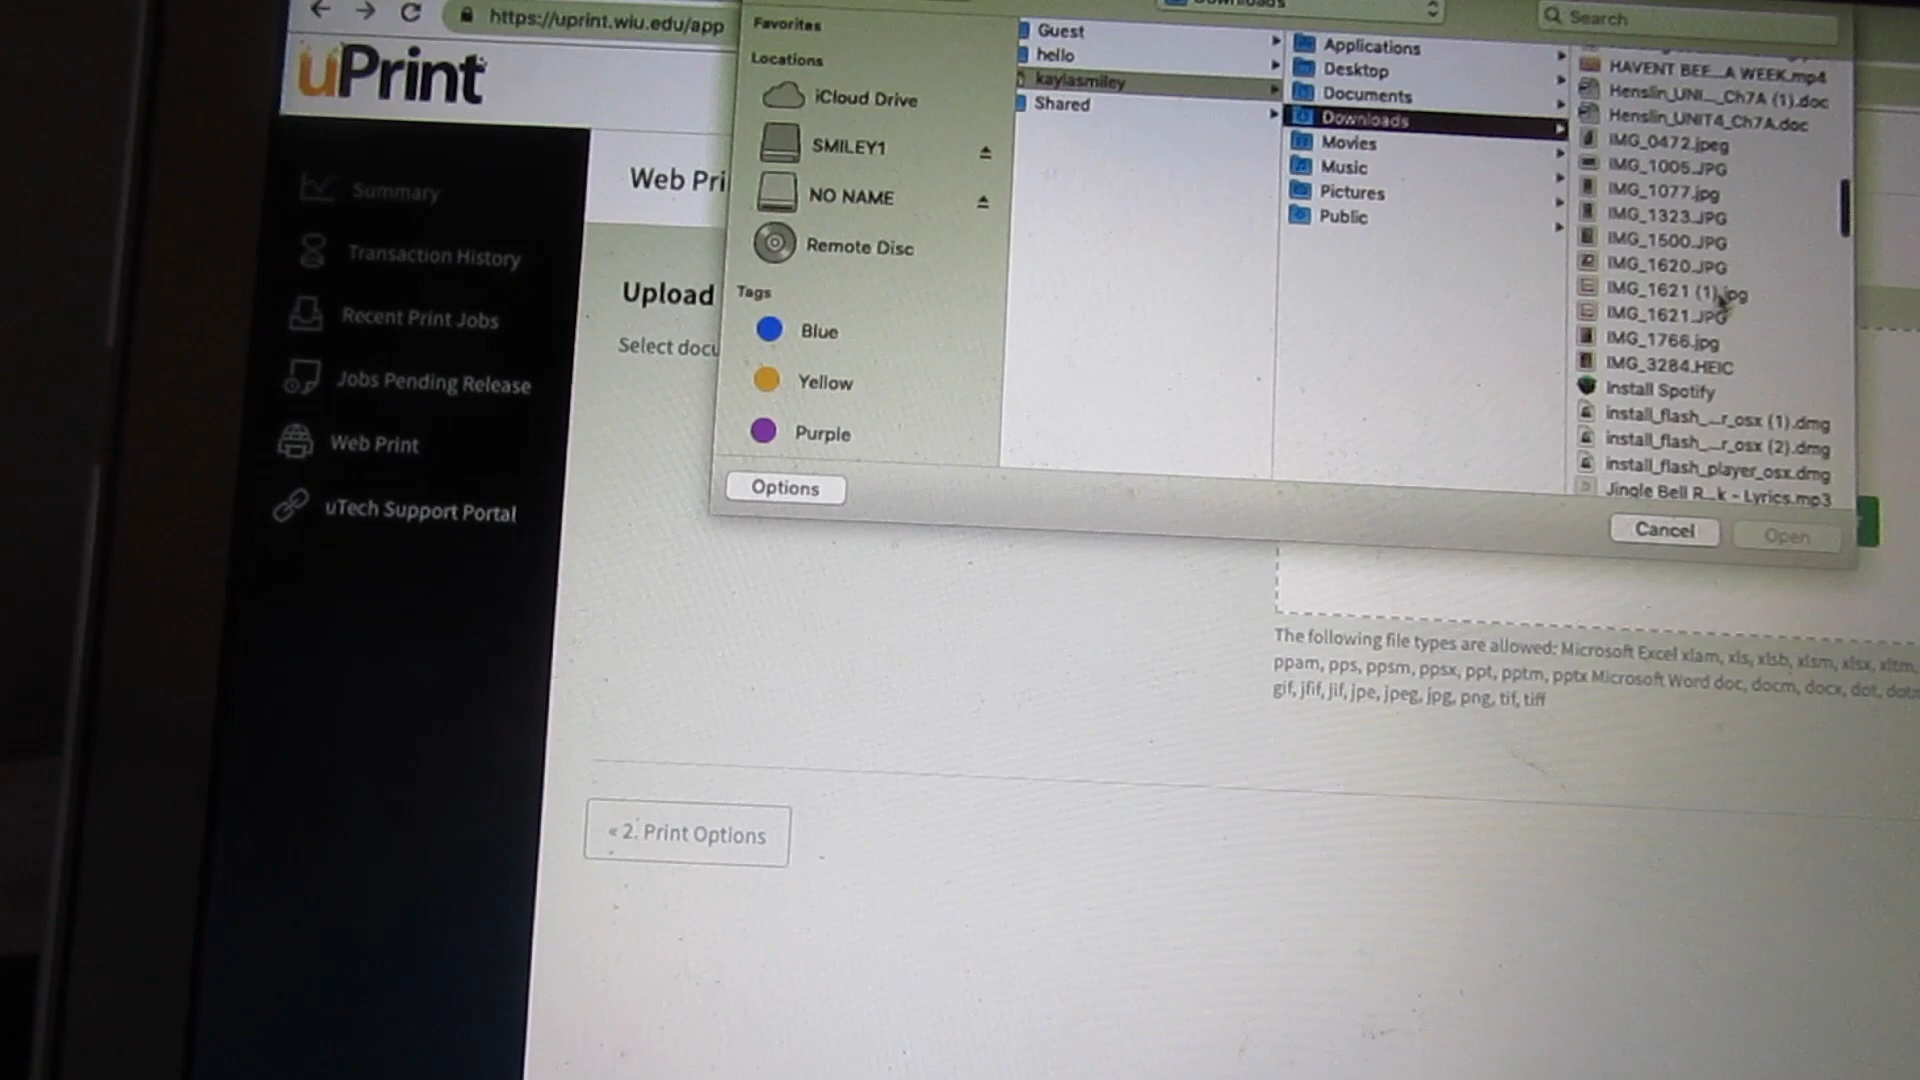 https://uprint.wiu.edu/app
uPrint
Summary
Transaction History
Recent Print Jobs
Jobs Pending Release
Web Print
uTech Support Portal
Web Pri
Upload
Select docu
Favorites
Locations
iCloud Drive
SMILEY1
NO NAME
Remote Disc
Tags
Blue
Yellow
Purple
Options
Downloads
Search
Guest
hello
kaylasmiley
Shared
Applications
Desktop
Documents
Downloads
Movies
Music
Pictures
Public
HAVENT BEE...A WEEK.mp4
Henslin_UNI..._Ch7A (1).doc
Henslin_UNIT4_Ch7A.doc
IMG_0472.jpeg
IMG_1005.JPG
IMG_1077.jpg
IMG_1323.JPG
IMG_1500.JPG
IMG_1620.JPG
IMG_1621 (1).jpg
IMG_1621.JPG
IMG_1766.jpg
IMG_3284.HEIC
Install Spotify
install_flash_...r_osx (1).dmg
install_flash_...r_osx (2).dmg
install_flash_player_osx.dmg
Jingle Bell R...k - Lyrics.mp3
Cancel
Open
The following file types are allowed: Microsoft Excel xlam, xls, xlsb, xlsm, xlsx, xltm,
ppam, pps, ppsm, ppsx, ppt, pptm, pptx Microsoft Word doc, docm, docx, dot, dotm
gif, jfif, jif, jpe, jpeg, jpg, png, tif, tiff
« 2. Print Options